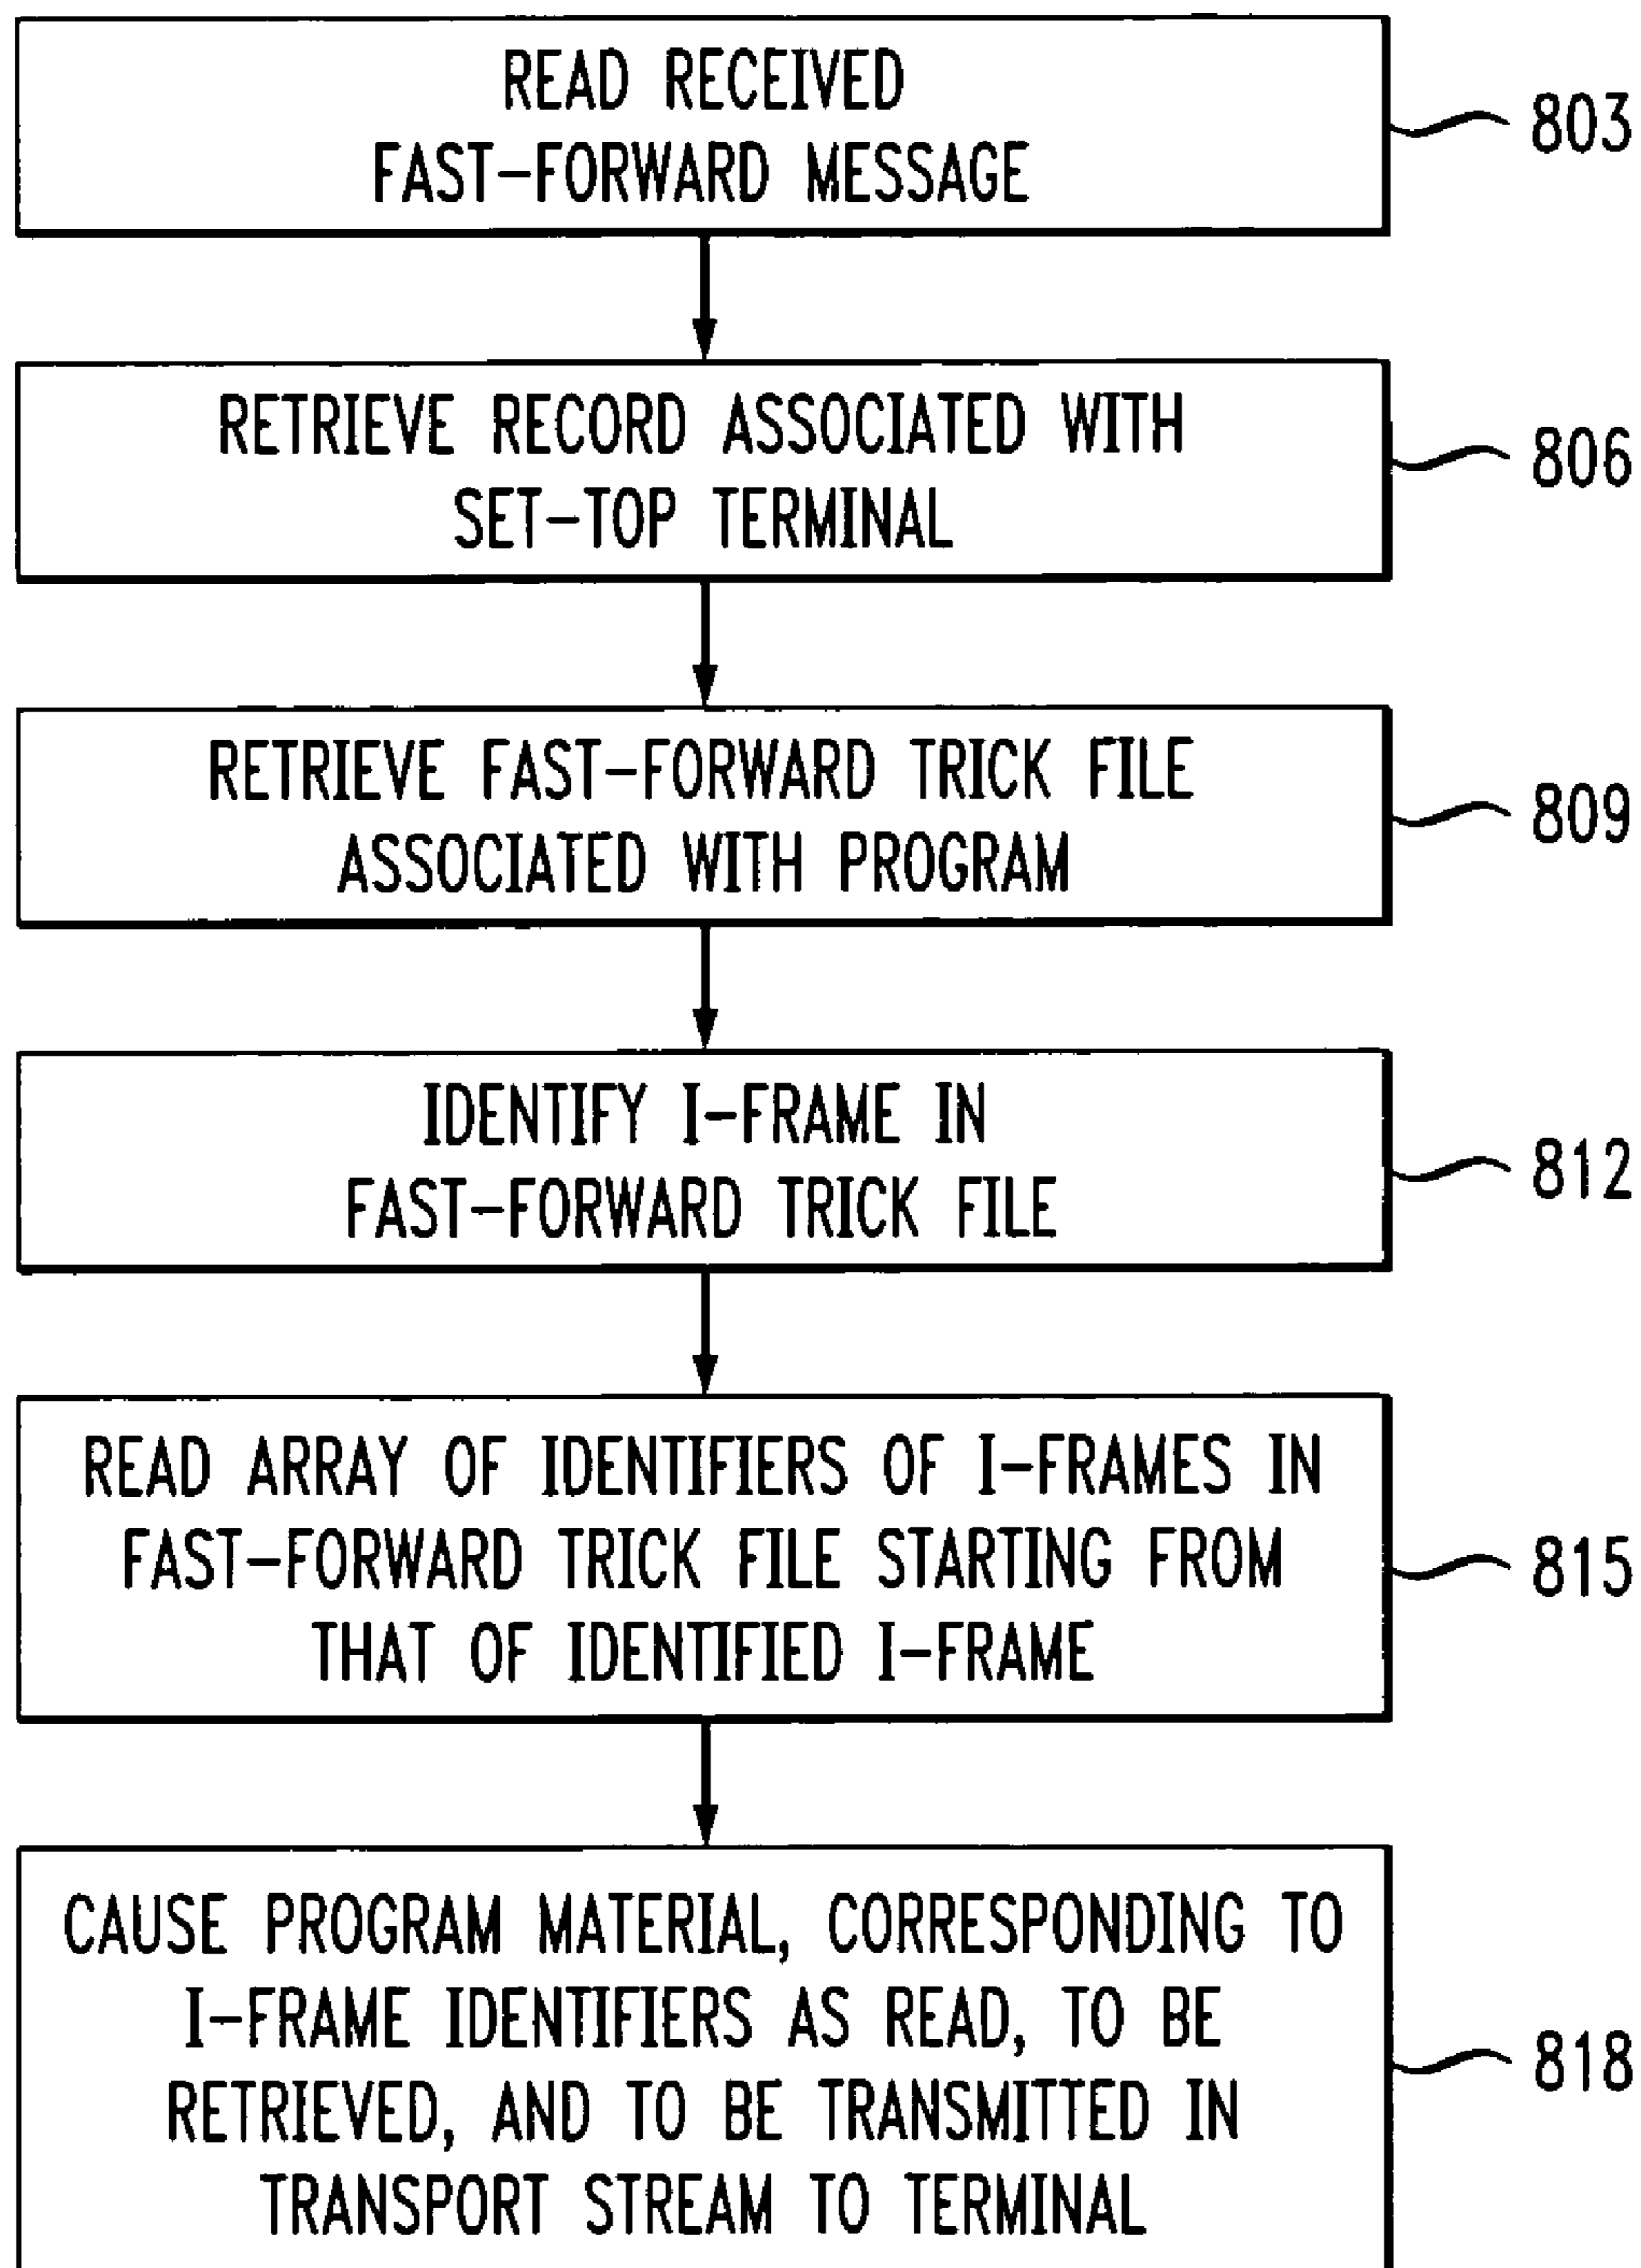 READ RECEIVED
FAST-FORWARD MESSAGE
803
RETRIEVE RECORD ASSOCIATED WITH
SET-TOP TERMINAL
806
RETRIEVE FAST-FORWARD TRICK FILE
ASSOCIATED WITH PROGRAM
809
IDENTIFY I-FRAME IN
FAST-FORWARD TRICK FILE
812
READ ARRAY OF IDENTIFIERS OF I-FRAMES IN
FAST-FORWARD TRICK FILE STARTING FROM
THAT OF IDENTIFIED I-FRAME
815
CAUSE PROGRAM MATERIAL, CORRESPONDING TO
I-FRAME IDENTIFIERS AS READ, TO BE
RETRIEVED, AND TO BE TRANSMITTED IN
TRANSPORT STREAM TO TERMINAL
818